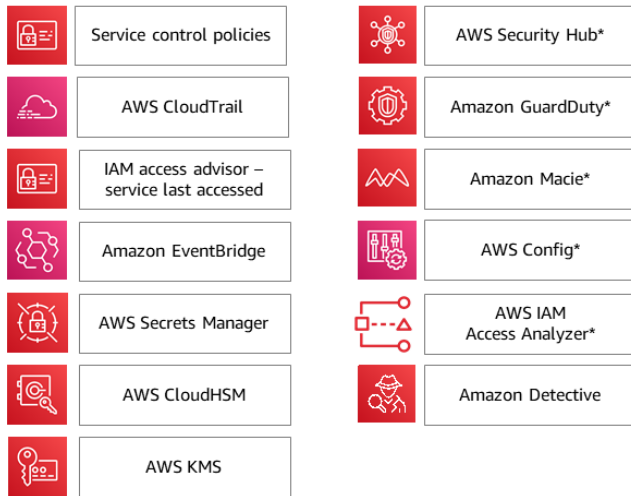 Service control policies
AWS CloudTrail
IAM access advisor –
service last accessed
Amazon EventBridge
AWS Secrets Manager
AWS CloudHSM
AWS KMS
AWS Security Hub*
Amazon GuardDuty*
Amazon Macie*
AWS Config*
AWS IAM
Access Analyzer*
Amazon Detective